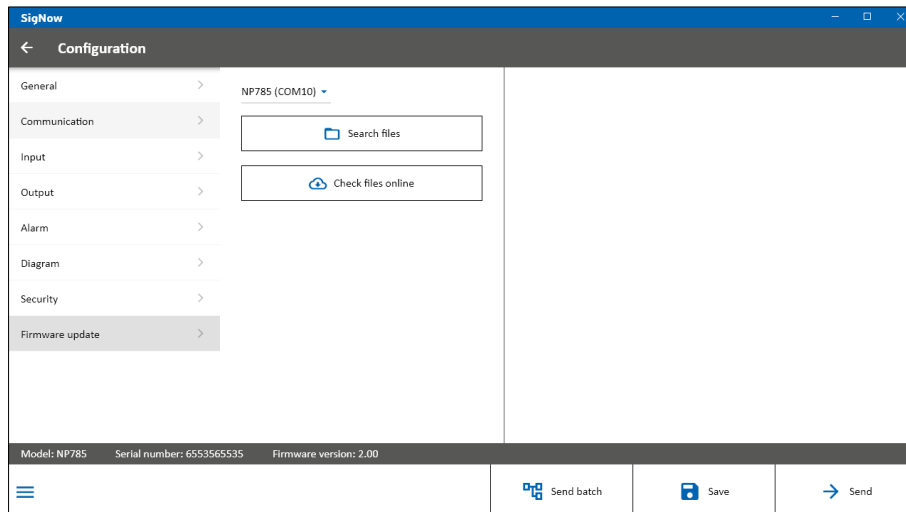 SigNow
Configuration
General
Communication
Input
Output
Alarm
Diagram
Security
Firmware update
NP785 (COM10)
Search files
Check files online
Model: NP785 Serial number: 6553565535 Firmware version: 2.00
Send batch Save Send